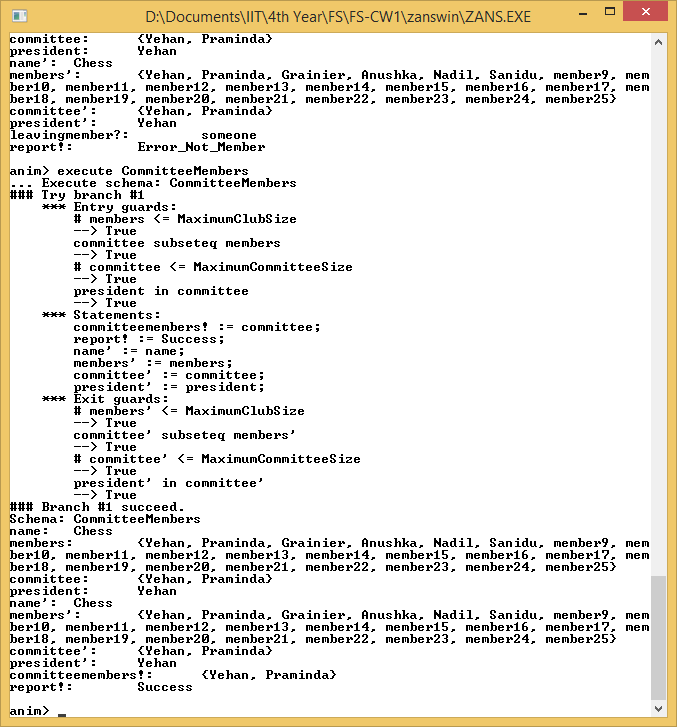 D:\Documents\IIT\4th Year\FS\FS-CW1\zanswin\ZANS.EXE
committee:      {Yehan, Praminda}
president:      Yehan
name':  Chess
members':       {Yehan, Praminda, Grainier, Anushka, Nadil, Sanidu, member9, mem
ber10, member11, member12, member13, member14, member15, member16, member17, mem
ber18, member19, member20, member21, member22, member23, member24, member25}
committee':     {Yehan, Praminda}
president':     Yehan
leavingmember?:         someone
report!:        Error_Not_Member

anim> execute CommitteeMembers
... Execute schema: CommitteeMembers
### Try branch #1
    *** Entry guards:
        # members <= MaximumClubSize
        --> True
        committee subseteq members
        --> True
        # committee <= MaximumCommitteeSize
        --> True
        president in committee
        --> True
    *** Statements:
        committeemembers! := committee;
        report! := Success;
        name' := name;
        members' := members;
        committee' := committee;
        president' := president;
    *** Exit guards:
        # members' <= MaximumClubSize
        --> True
        committee' subseteq members'
        --> True
        # committee' <= MaximumCommitteeSize
        --> True
        president' in committee'
        --> True
### Branch #1 succeed.
Schema: CommitteeMembers
name:   Chess
members:        {Yehan, Praminda, Grainier, Anushka, Nadil, Sanidu, member9, mem
ber10, member11, member12, member13, member14, member15, member16, member17, mem
ber18, member19, member20, member21, member22, member23, member24, member25}
committee:      {Yehan, Praminda}
president:      Yehan
name':  Chess
members':       {Yehan, Praminda, Grainier, Anushka, Nadil, Sanidu, member9, mem
ber10, member11, member12, member13, member14, member15, member16, member17, mem
ber18, member19, member20, member21, member22, member23, member24, member25}
committee':     {Yehan, Praminda}
president':     Yehan
committeemembers!:      {Yehan, Praminda}
report!:        Success

anim> _